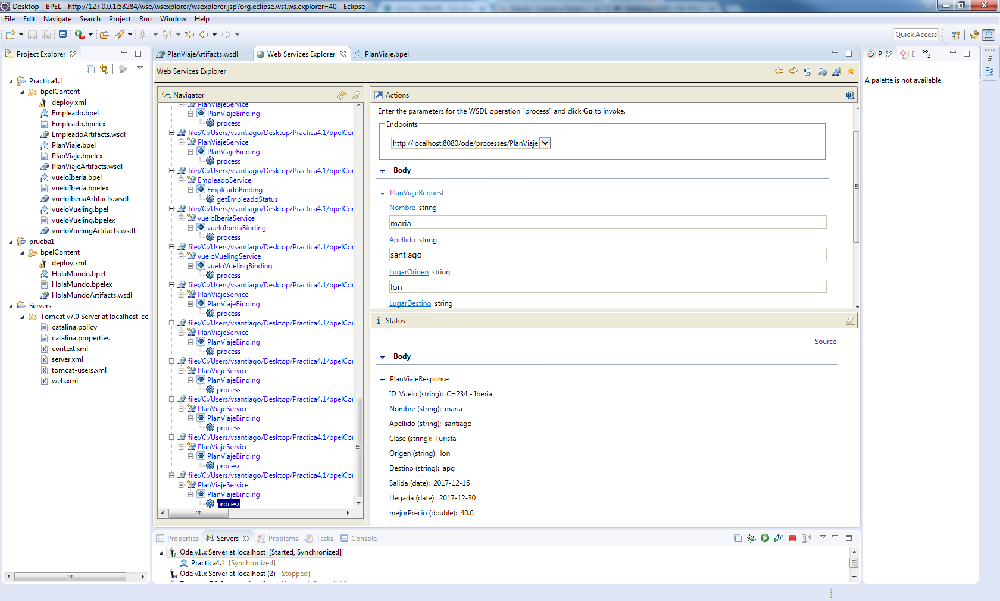 Desktop - BPEL - http://127.0.0.1:58284/wse/wsexplorer/wsexplorer.jsp?org.eclipse.wst.ws.explorer=40 - Eclipse
File Edit Navigate Search Project Run Window Help
Quick Access
Project Explorer
Practica4.1
bpelContent
deploy.xml
Empleado.bpel
Empleado.bpelex
EmpleadoArtifacts.wsdl
PlanViaje.bpel
PlanViaje.bpelex
PlanViajeArtifacts.wsdl
vueloIberia.bpel
vueloIberia.bpelex
vueloIberiaArtifacts.wsdl
vueloVueling.bpel
vueloVueling.bpelex
vueloVuelingArtifacts.wsdl
prueba1
bpelContent
deploy.xml
HolaMundo.bpel
HolaMundo.bpelex
HolaMundoArtifacts.wsdl
Servers
Tomcat v7.0 Server at localhost-co
catalina.policy
catalina.properties
context.xml
server.xml
tomcat-users.xml
web.xml
PlanViajeArtifacts.wsdl
Web Services Explorer
PlanViaje.bpel
Web Services Explorer
Navigator
PlanViajeService
PlanViajeBinding
process
file:/C:/Users/vsantiago/Desktop/Practica4.1/bpelCor
PlanViajeService
PlanViajeBinding
process
file:/C:/Users/vsantiago/Desktop/Practica4.1/bpelCor
EmpleadoService
EmpleadoBinding
getEmpleadoStatus
file:/C:/Users/vsantiago/Desktop/Practica4.1/bpelCor
vueloIberiaService
vueloIberiaBinding
process
file:/C:/Users/vsantiago/Desktop/Practica4.1/bpelCor
vueloVuelingService
vueloVuelingBinding
process
file:/C:/Users/vsantiago/Desktop/Practica4.1/bpelCor
PlanViajeService
PlanViajeBinding
process
file:/C:/Users/vsantiago/Desktop/Practica4.1/bpelCor
PlanViajeService
PlanViajeBinding
process
file:/C:/Users/vsantiago/Desktop/Practica4.1/bpelCor
PlanViajeService
PlanViajeBinding
process
file:/C:/Users/vsantiago/Desktop/Practica4.1/bpelCor
PlanViajeService
PlanViajeBinding
process
file:/C:/Users/vsantiago/Desktop/Practica4.1/bpelCor
PlanViajeService
PlanViajeBinding
process
file:/C:/Users/vsantiago/Desktop/Practica4.1/bpelCor
PlanViajeService
PlanViajeBinding
process
Actions
Enter the parameters for the WSDL operation "process" and click Go to invoke.
Endpoints
http://localhost:8080/ode/processes/PlanViaje
Body
PlanViajeRequest
Nombre string
maria
Apellido string
santiago
LugarOrigen string
lon
LugarDestino string
Status
Source
Body
PlanViajeResponse
ID_Vuelo (string): CH234 - Iberia
Nombre (string): maria
Apellido (string): santiago
Clase (string): Turista
Origen (string): lon
Destino (string): apg
Salida (date): 2017-12-16
Llegada (date): 2017-12-30
mejorPrecio (double): 40.0
P
E
2
A palette is not available.
Properties Servers Problems Tasks Console
Ode v1.x Server at localhost [Started, Synchronized]
Practica4.1 [Synchronized]
Ode v1.x Server at localhost (2) [Stopped]